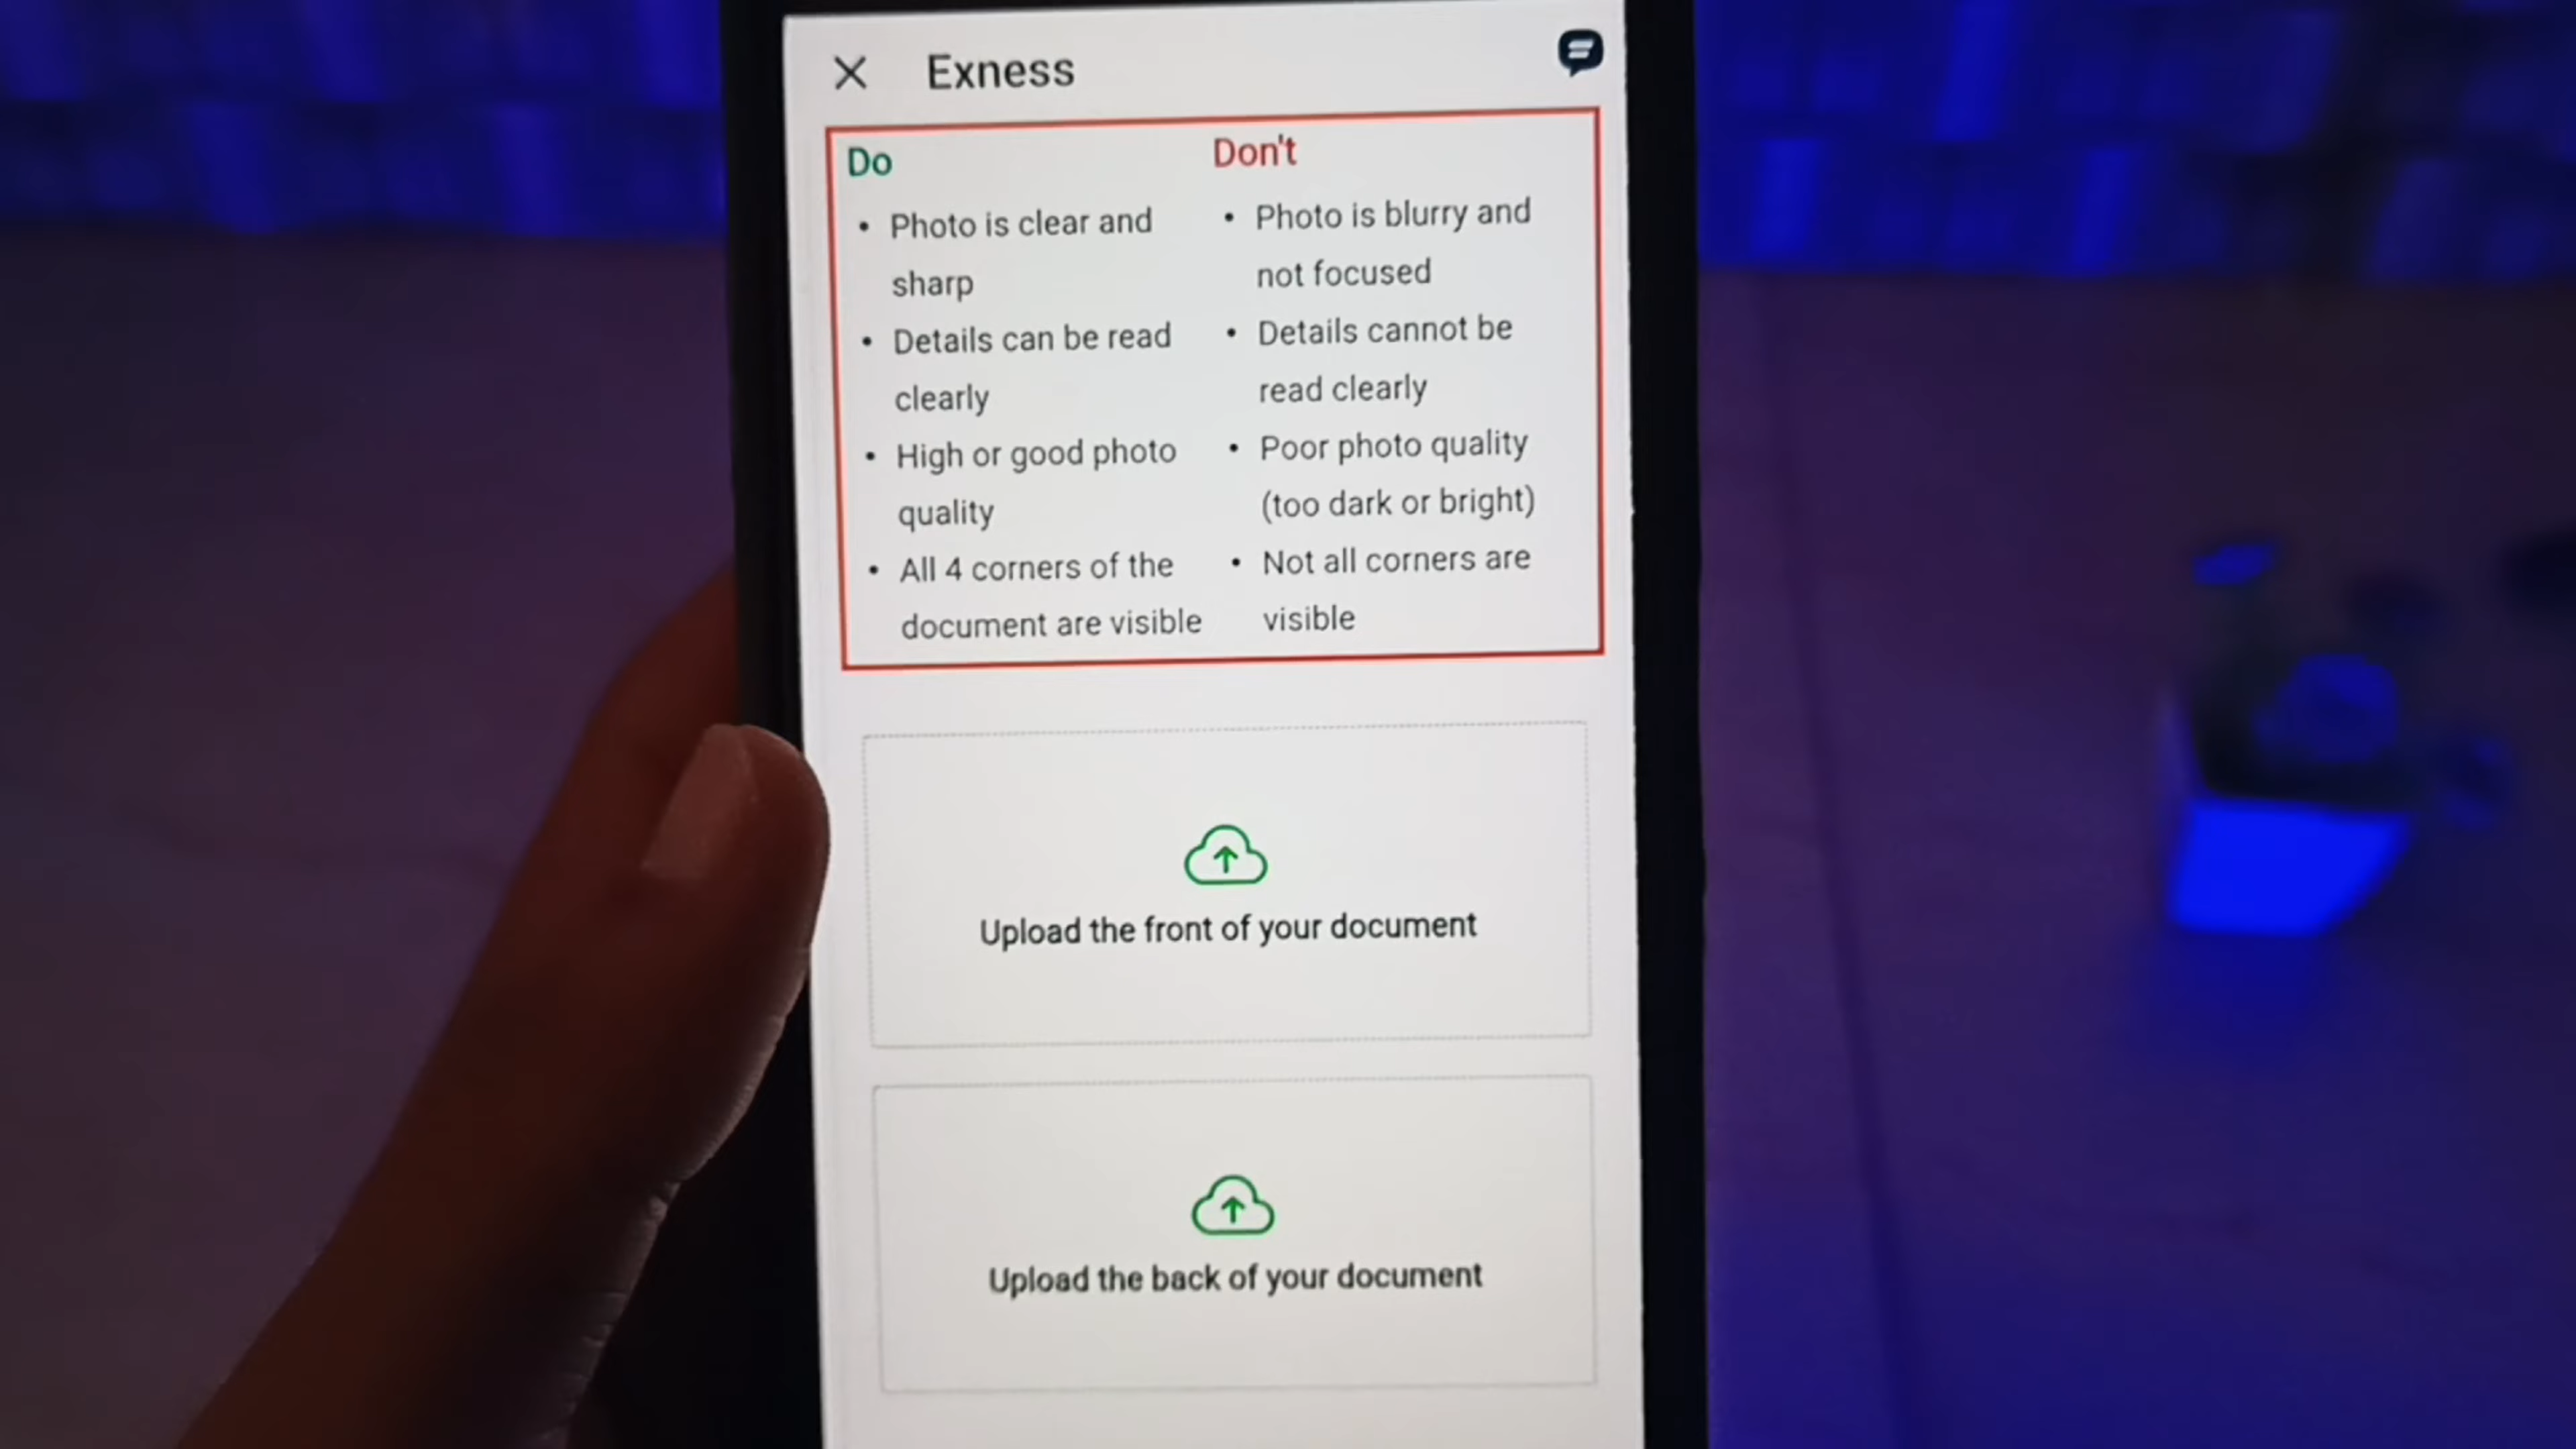 Exness
Do
Photo is clear and
sharp
Details can be read
clearly
High or good photo
quality
All 4 corners of the
document are visible
Don't
Photo is blurry and
not focused
Details cannot be
read clearly
Poor photo quality
(too dark or bright)
Not all corners are
visible
Upload the front of your document
Upload the back of your document